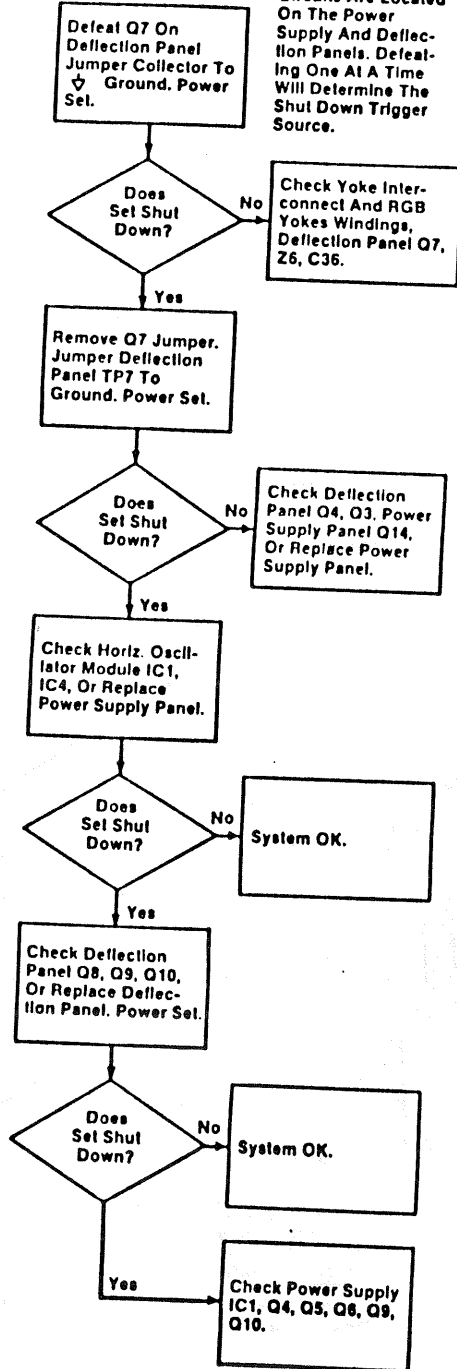 Circuits Are Located
On The Power
Supply And Deflec-
tion Panels. Defeat-
ing One At A Time
Will Determine The
Shut Down Trigger
Source.
Defeat Q7 On
Deflection Panel
Jumper Collector To
Ground. Power
Set.
Does
Set Shut
Down?
No
Check Yoke Inter-
connect And RGB
Yokes Windings,
Deflection Panel Q7,
Z6, C36.
Yes
Remove Q7 Jumper.
Jumper Deflection
Panel TP7 To
Ground. Power Set.
Does
Set Shut
Down?
No
Check Deflection
Panel Q4, Q3, Power
Supply Panel Q14,
Or Replace Power
Supply Panel.
Yes
Check Horiz. Oscil-
lator Module IC1,
IC4, Or Replace
Power Supply Panel.
Does
Set Shut
Down?
No
System OK.
Yes
Check Deflection
Panel Q8, Q9, Q10,
Or Replace Deflec-
tion Panel. Power Set.
Does
Set Shut
Down?
No
System OK.
Yes
Check Power Supply
IC1, Q4, Q5, Q6, Q9,
Q10.